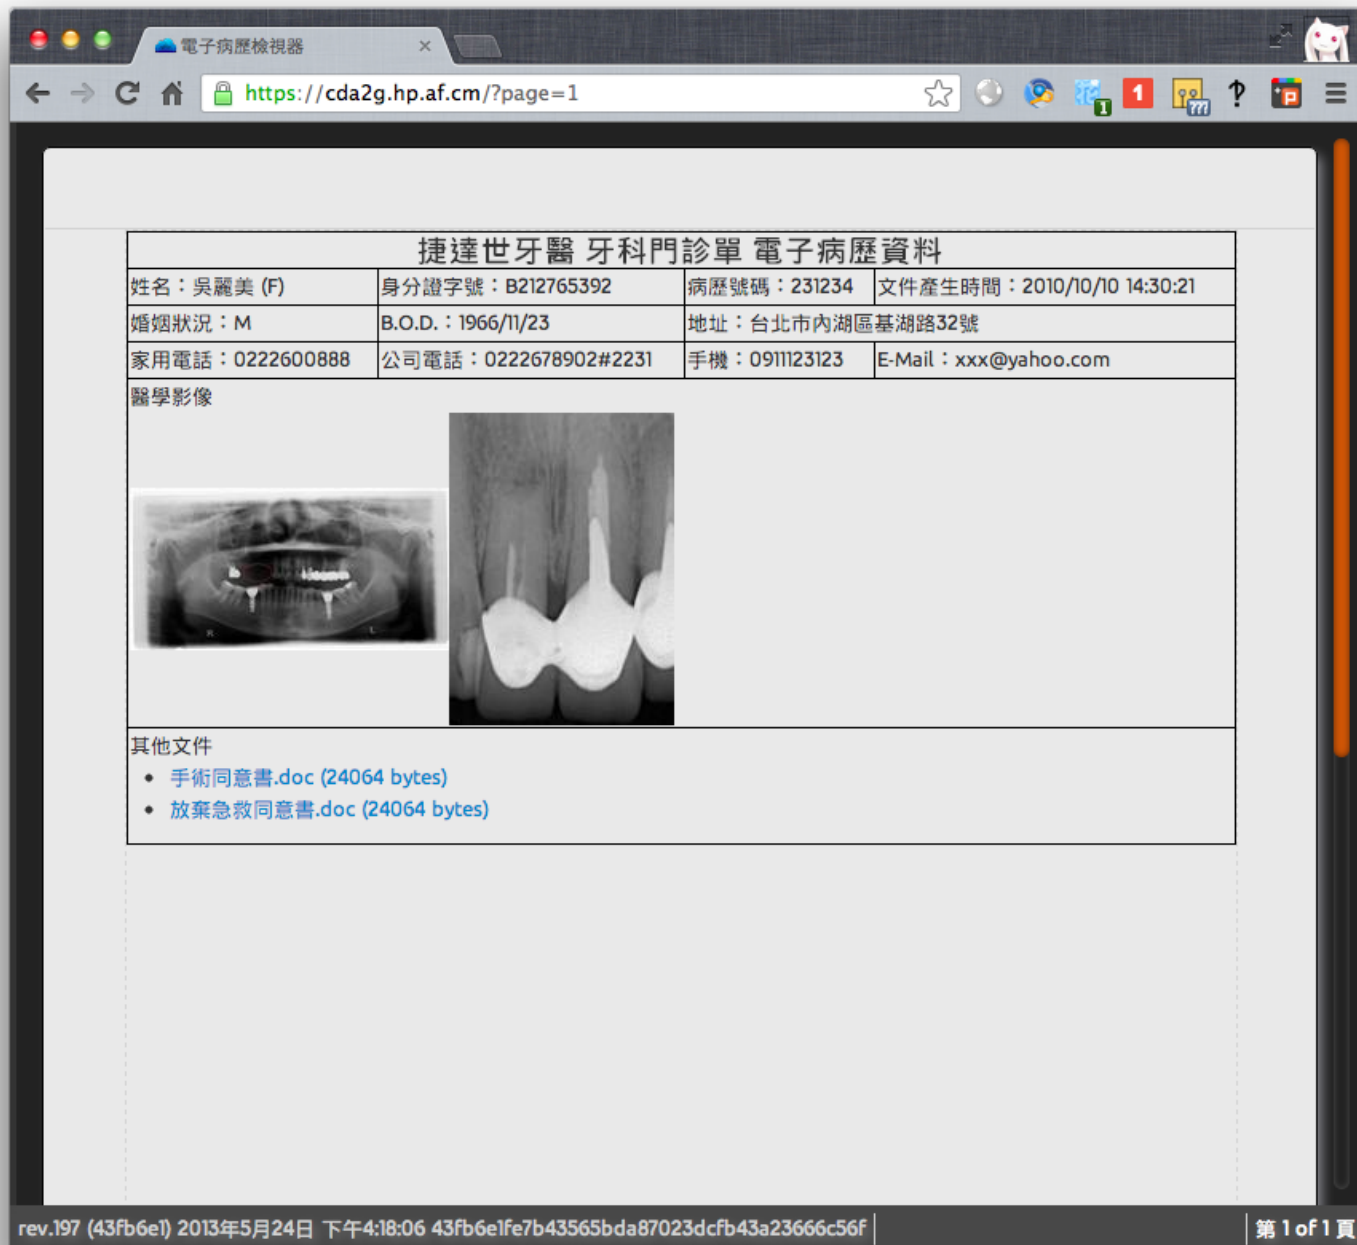 電子病歷檢視器
https://cda2g.hp.af.cm/?page=1
1 1 ???
捷達世牙醫 牙科門診單 電子病歷資料
姓名：吳麗美 (F) 身分證字號：B212765392 病歷號碼：231234 文件產生時間：2010/10/10 14:30:21
婚姻狀況：M B.O.D.：1966/11/23 地址：台北市內湖區基湖路32號
家用電話：0222600888 公司電話：0222678902#2231 手機：0911123123 E-Mail：xxx@yahoo.com
醫學影像
R L
其他文件
• 手術同意書.doc (24064 bytes)
• 放棄急救同意書.doc (24064 bytes)
rev.197 (43fb6e1) 2013年5月24日 下午4:18:06 43fb6e1fe7b43565bda87023dcfb43a23666c56f 第 1 of 1 頁